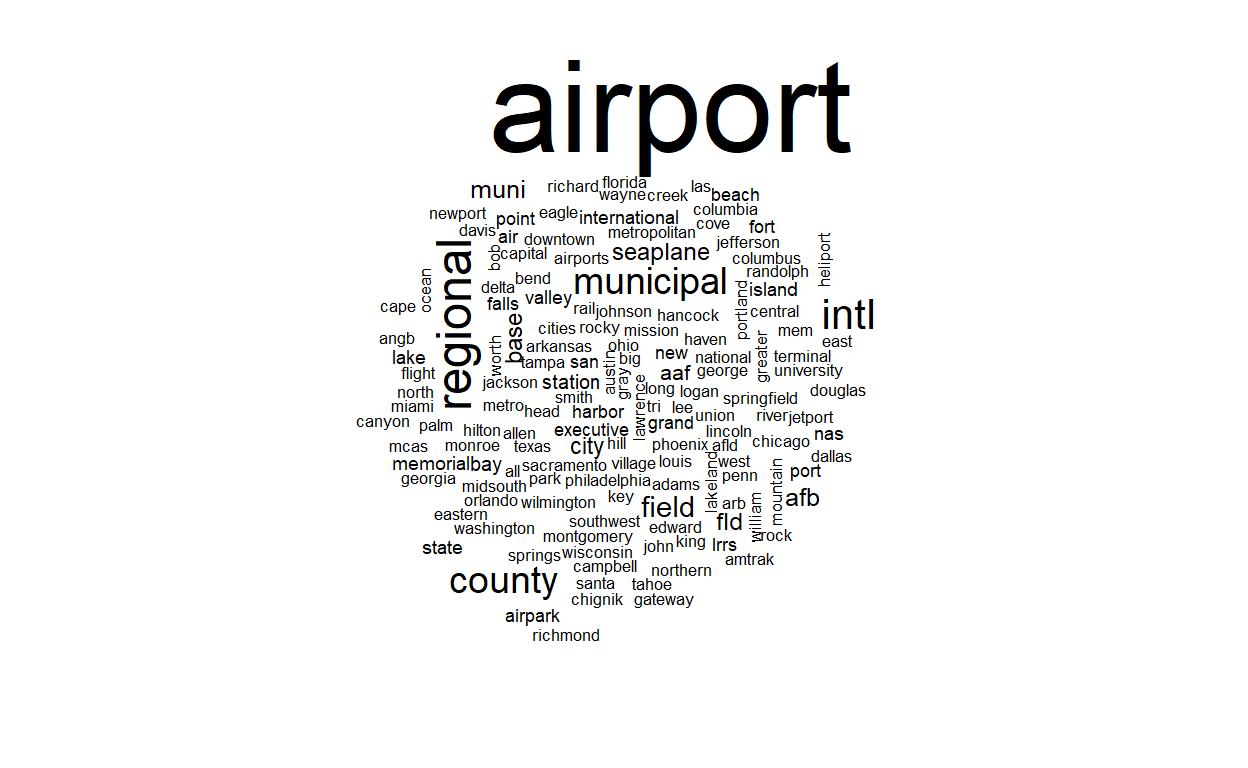 airport
muni richard florida las
wayne creek beach
newport point eagle international columbia
davis air downtown metropolitan cove fort
bob capital airports seaplane jefferson heliport
columbus
ocean regional delta bend municipal randolph
cape falls valley rail johnson hancock portland island intl
base cities rocky mission central mem
angb worth arkansas ohio haven greater east
lake tampa san austin big new national terminal
flight gray aaf george university
north jackson station long logan springfield douglas
miami metro head smith harbor lawrence tri lee union river jetport
canyon palm hilton allen executive grand lincoln nas
mcas monroe texas city hill phoenix afld chicago dallas
memorial bay all sacramento village louis lakeland west port
georgia midsouth park philadelphia adams penn mountain
orlando wilmington key field arb william afb
eastern southwest fld
washington montgomery edward rock
state springs wisconsin john king lrrs amtrak
county campbell northern
santa tahoe
chignik gateway
airpark
richmond